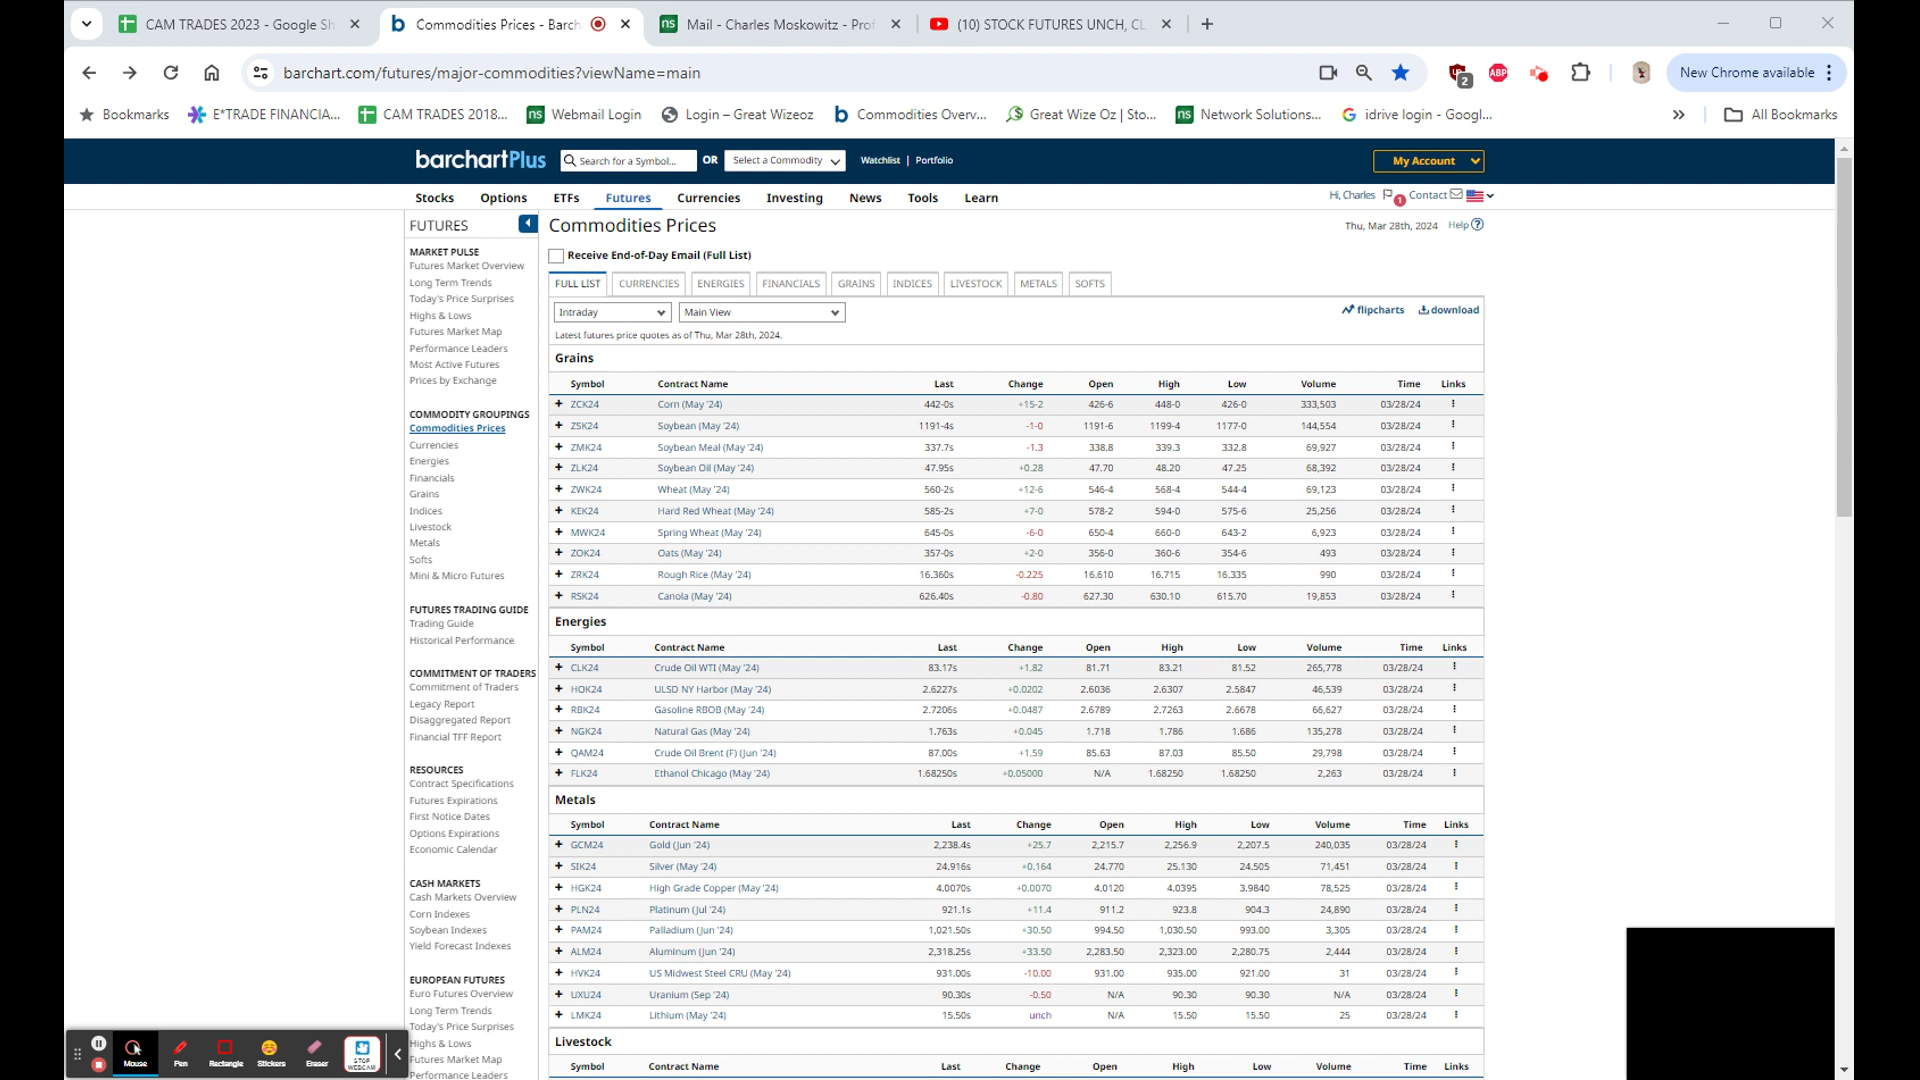 CAM TRADES 2023 - Google Sh
Commodities Prices - Barch
Mail - Charles Moskowitz - Prof
(10) STOCK FUTURES UNCH, CL
barchart.com/futures/major-commodities?viewName=main
2
ABP
New Chrome available
Bookmarks
E*TRADE FINANCIA...
CAM TRADES 2018...
Webmail Login
Login – Great Wizeoz
Commodities Overv...
Great Wize Oz | Sto...
Network Solutions...
idrive login - Googl...
All Bookmarks
barchartPlus
Search for a Symbol...
OR
Select a Commodity
Watchlist | Portfolio
My Account
Stocks Options ETFs Futures Currencies Investing News Tools Learn
Hi, Charles 1 Contact
FUTURES
Commodities Prices
Thu, Mar 28th, 2024 Help
Receive End-of-Day Email (Full List)
FULL LIST CURRENCIES ENERGIES FINANCIALS GRAINS INDICES LIVESTOCK METALS SOFTS
Intraday
Main View
flipcharts download
Latest futures price quotes as of Thu, Mar 28th, 2024.
MARKET PULSE
Futures Market Overview
Long Term Trends
Today's Price Surprises
Highs & Lows
Futures Market Map
Performance Leaders
Most Active Futures
Prices by Exchange
COMMODITY GROUPINGS
Commodities Prices
Currencies
Energies
Financials
Grains
Indices
Livestock
Metals
Softs
Mini & Micro Futures
FUTURES TRADING GUIDE
Trading Guide
Historical Performance
COMMITMENT OF TRADERS
Commitment of Traders
Legacy Report
Disaggregated Report
Financial TFF Report
RESOURCES
Contract Specifications
Futures Expirations
First Notice Dates
Options Expirations
Economic Calendar
CASH MARKETS
Cash Markets Overview
Corn Indexes
Soybean Indexes
Yield Forecast Indexes
EUROPEAN FUTURES
Euro Futures Overview
Long Term Trends
Today's Price Surprises
Highs & Lows
Futures Market Map
Performance Leaders
Grains
Symbol Contract Name Last Change Open High Low Volume Time Links
+ ZCK24 Corn (May '24) 442-0s +15-2 426-6 448-0 426-0 333,503 03/28/24
+ ZSK24 Soybean (May '24) 1191-4s -1-0 1191-6 1199-4 1177-0 144,554 03/28/24
+ ZMK24 Soybean Meal (May '24) 337.7s -1.3 338.8 339.3 332.8 69,927 03/28/24
+ ZLK24 Soybean Oil (May '24) 47.95s +0.28 47.70 48.20 47.25 68,392 03/28/24
+ ZWK24 Wheat (May '24) 560-2s +12-6 546-4 568-4 544-4 69,123 03/28/24
+ KEK24 Hard Red Wheat (May '24) 585-2s +7-0 578-2 594-0 575-6 25,256 03/28/24
+ MWK24 Spring Wheat (May '24) 645-0s -6-0 650-4 660-0 643-2 6,923 03/28/24
+ ZOK24 Oats (May '24) 357-0s +2-0 356-0 360-6 354-6 493 03/28/24
+ ZRK24 Rough Rice (May '24) 16.360s -0.225 16.610 16.715 16.335 990 03/28/24
+ RSK24 Canola (May '24) 626.40s -0.80 627.30 630.10 615.70 19,853 03/28/24
Energies
Symbol Contract Name Last Change Open High Low Volume Time Links
+ CLK24 Crude Oil WTI (May '24) 83.17s +1.82 81.71 83.21 81.52 265,778 03/28/24
+ HOK24 ULSD NY Harbor (May '24) 2.6227s +0.0202 2.6036 2.6307 2.5847 46,539 03/28/24
+ RBK24 Gasoline RBOB (May '24) 2.7206s +0.0487 2.6789 2.7263 2.6678 66,627 03/28/24
+ NGK24 Natural Gas (May '24) 1.763s +0.045 1.718 1.786 1.686 135,278 03/28/24
+ QAM24 Crude Oil Brent (F) (Jun '24) 87.00s +1.59 85.63 87.03 85.50 29,798 03/28/24
+ FLK24 Ethanol Chicago (May '24) 1.68250s +0.05000 N/A 1.68250 1.68250 2,263 03/28/24
Metals
Symbol Contract Name Last Change Open High Low Volume Time Links
+ GCM24 Gold (Jun '24) 2,238.4s +25.7 2,215.7 2,256.9 2,207.5 240,035 03/28/24
+ SIK24 Silver (May '24) 24.916s +0.164 24.770 25.130 24.505 71,451 03/28/24
+ HGK24 High Grade Copper (May '24) 4.0070s +0.0070 4.0120 4.0395 3.9840 78,525 03/28/24
+ PLN24 Platinum (Jul '24) 921.1s +11.4 911.2 923.8 904.3 24,890 03/28/24
+ PAM24 Palladium (Jun '24) 1,021.50s +30.50 994.50 1,030.50 993.00 3,305 03/28/24
+ ALM24 Aluminum (Jun '24) 2,318.25s +33.50 2,283.50 2,323.00 2,280.75 2,444 03/28/24
+ HVK24 US Midwest Steel CRU (May '24) 931.00s -10.00 931.00 935.00 921.00 31 03/28/24
+ UXU24 Uranium (Sep '24) 90.30s -0.50 N/A 90.30 90.30 N/A 03/28/24
+ LMK24 Lithium (May '24) 15.50s unch N/A 15.50 15.50 25 03/28/24
Livestock
Symbol Contract Name Last Change Open High Low Volume Time Links
Mouse Pen Rectangle Stickers Eraser STOP WEBCAM